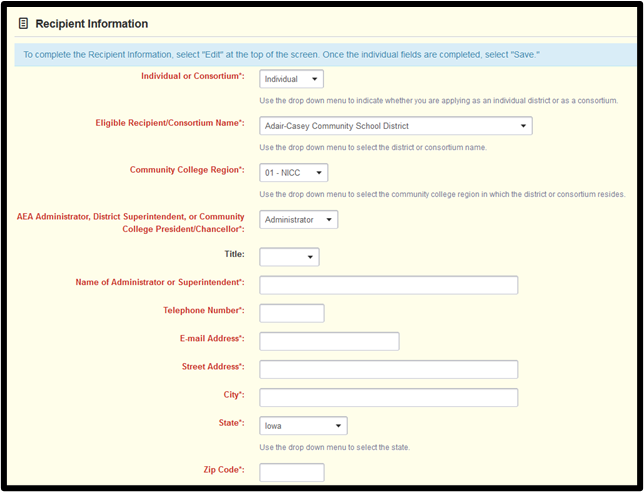 Recipient Information
To complete the Recipient Information, select "Edit" at the top of the screen. Once the individual fields are completed, select "Save."
Individual or Consortium*: Individual
Use the drop down menu to indicate whether you are applying as an individual district or as a consortium.
Eligible Recipient/Consortium Name*: Adair-Casey Community School District
Use the drop down menu to select the district or consortium name.
Community College Region*: 01 - NICC
Use the drop down menu to select the community college region in which the district or consortium resides.
AEA Administrator, District Superintendent, or Community
College President/Chancellor*: Administrator
Title:
Name of Administrator or Superintendent*:
Telephone Number*:
E-mail Address*:
Street Address*:
City*:
State*: Iowa
Use the drop down menu to select the state.
Zip Code*: